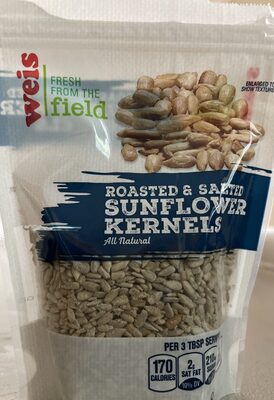 weis
FRESH
FROM THE
field
ENLARGED TO
SHOW TEXTURE
ROASTED & SALTED
SUNFLOWER
KERNELS
All Natural
PER 3 TBSP
170
CALORIES
2g
SAT FAT
10% DV